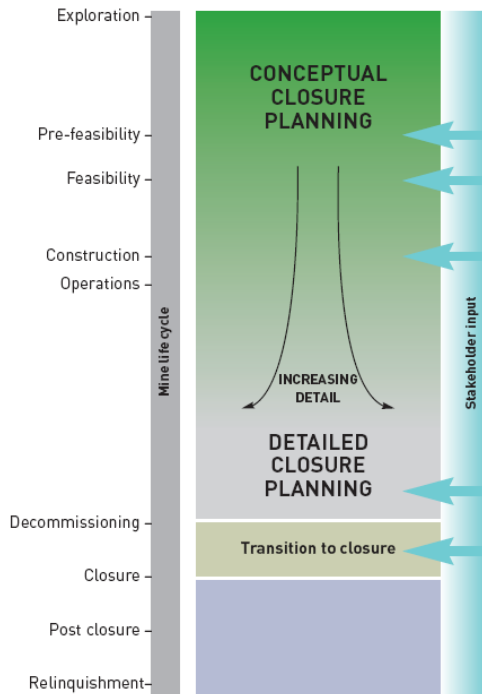 Exploration
Pre-feasibility
Feasibility
Construction
Operations
Decommissioning
Closure
Post closure
Relinquishment
Mine life cycle
CONCEPTUAL
CLOSURE
PLANNING
INCREASING
DETAIL
DETAILED
CLOSURE
PLANNING
Transition to closure
Stakeholder input